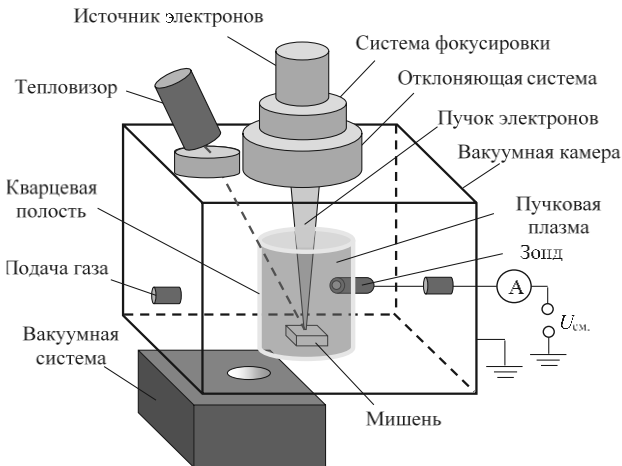 Источник электронов
Система фокусировки
Тепловизор
Отклоняющая система
Пучок электронов
Вакуумная камера
Кварцевая
полость
Пучковая
плазма
Зонд
Подача газа
А
Uсм.
Вакуумная
система
Мишень